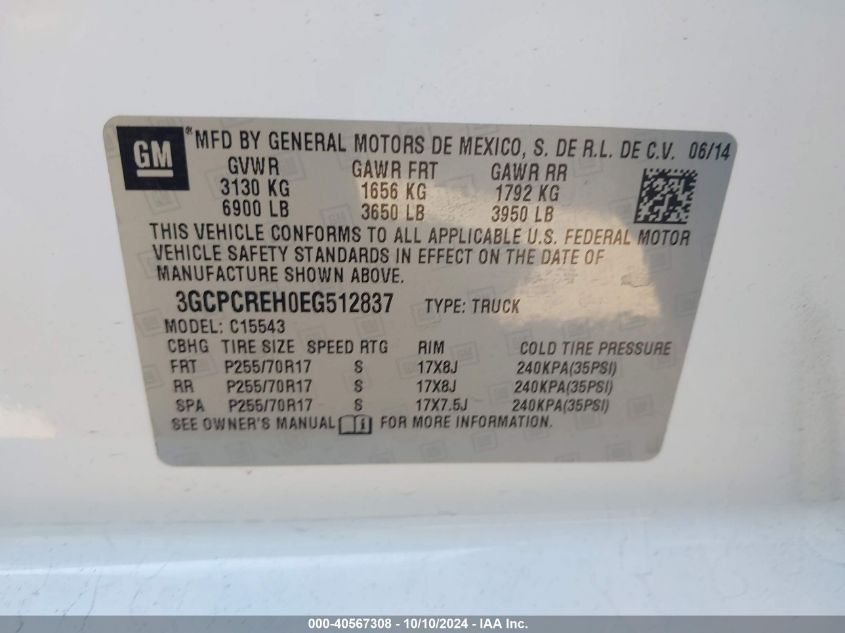 GM® MFD BY GENERAL MOTORS DE MEXICO, S. DE R.L. DE C.V. 06/14
GVWR GAWR FRT GAWR RR
3130 KG 1656 KG 1792 KG
6900 LB 3650 LB 3950 LB
THIS VEHICLE CONFORMS TO ALL APPLICABLE U.S. FEDERAL MOTOR
VEHICLE SAFETY STANDARDS IN EFFECT ON THE DATE OF
MANUFACTURE SHOWN ABOVE.
3GCPCREH0EG512837 TYPE: TRUCK
MODEL: C15543
CBHG TIRE SIZE SPEED RTG RIM COLD TIRE PRESSURE
FRT P255/70R17 S 17X8J 240KPA(35PSI)
RR P255/70R17 S 17X8J 240KPA(35PSI)
SPA P255/70R17 S 17X7.5J 240KPA(35PSI)
SEE OWNER'S MANUAL FOR MORE INFORMATION.
000-40567308 - 10/10/2024 - IAA Inc.